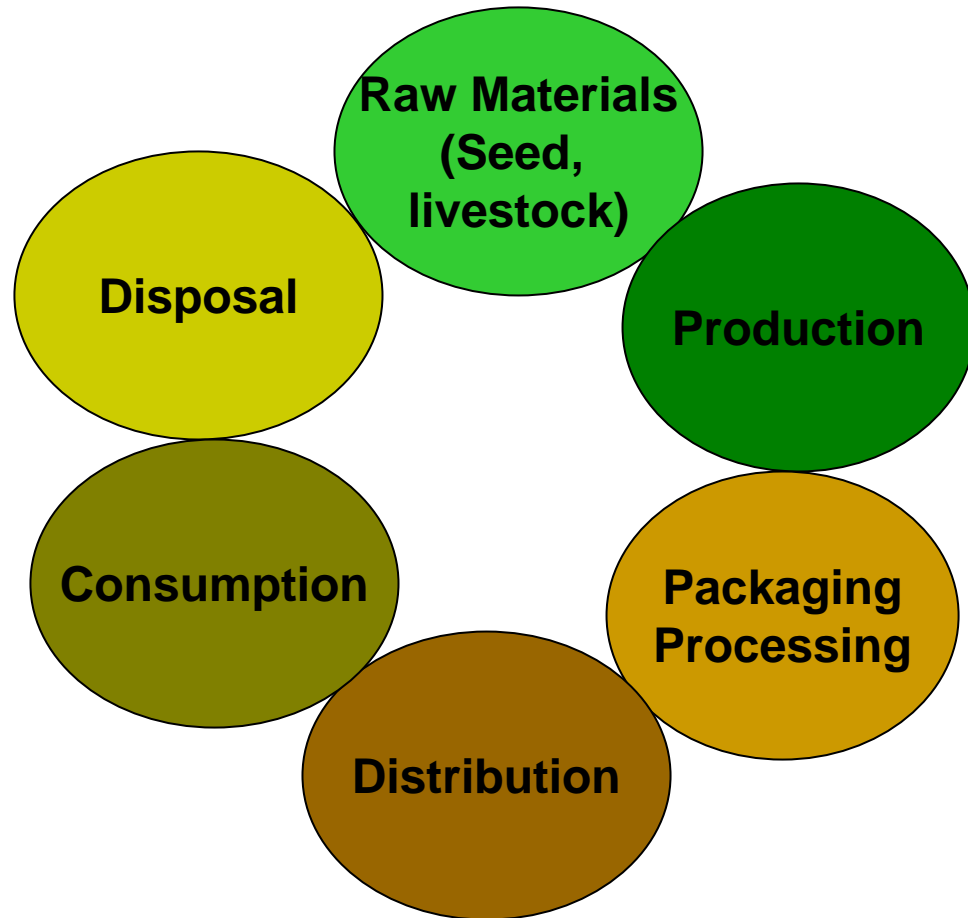 Raw Materials
(Seed,
livestock)
Production
Packaging
Processing
Distribution
Consumption
Disposal